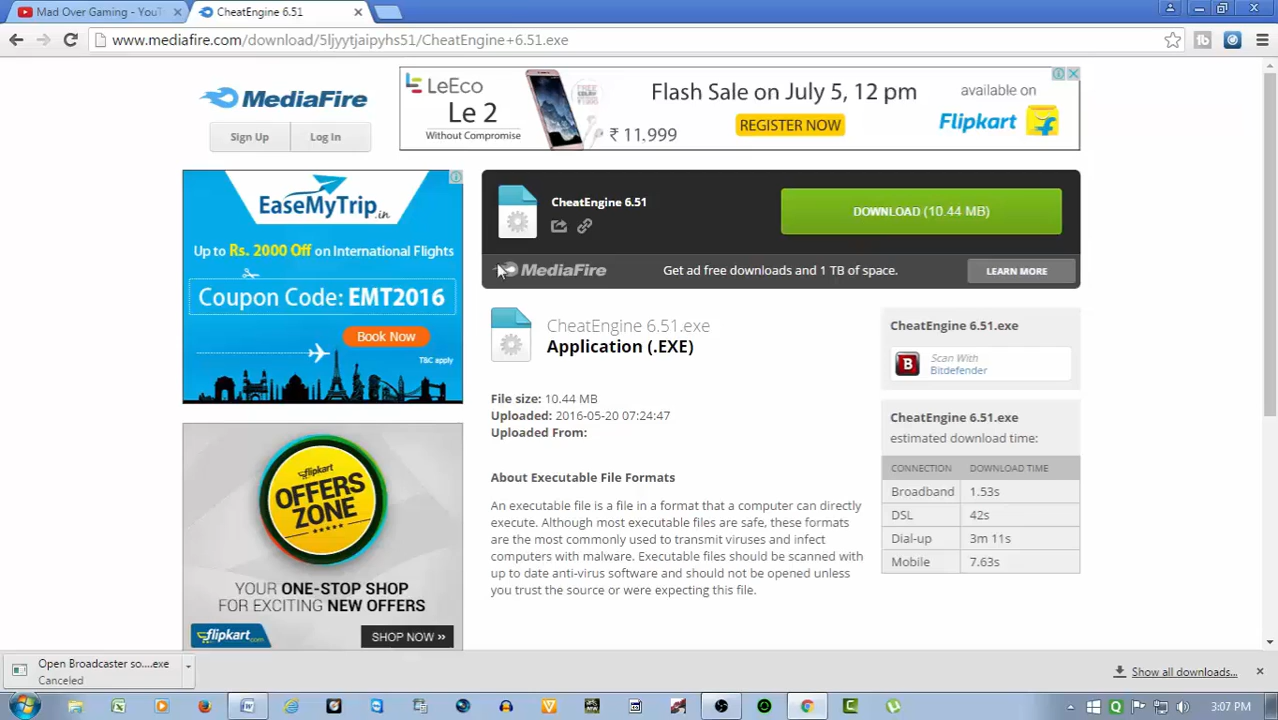 Mad Over Gaming - YouT
CheatEngine 6.51
www.mediafire.com/download/5ljyytjaipyhs51/CheatEngine+6.51.exe
MediaFire
Sign Up
Log In
LeEco
Le 2
Without Compromise
₹ 11,999
Flash Sale on July 5, 12 pm
REGISTER NOW
available on
Flipkart
EaseMyTrip.in
Up to Rs. 2000 Off on International Flights
Coupon Code: EMT2016
Book Now
T&C apply
CheatEngine 6.51
DOWNLOAD (10.44 MB)
MediaFire
Get ad free downloads and 1 TB of space.
LEARN MORE
CheatEngine 6.51.exe
Application (.EXE)
File size: 10.44 MB
Uploaded: 2016-05-20 07:24:47
Uploaded From:
About Executable File Formats
An executable file is a file in a format that a computer can directly
execute. Although most executable files are safe, these formats
are the most commonly used to transmit viruses and infect
computers with malware. Executable files should be scanned with
up to date anti-virus software and should not be opened unless
you trust the source or were expecting this file.
CheatEngine 6.51.exe
B
Scan With
Bitdefender
CheatEngine 6.51.exe
estimated download time:
CONNECTION DOWNLOAD TIME
Broadband 1.53s
DSL 42s
Dial-up 3m 11s
Mobile 7.63s
flipkart
OFFERS
ZONE
YOUR ONE-STOP SHOP
FOR EXCITING NEW OFFERS
flipkart.com
SHOP NOW »
Open Broadcaster so....exe
Canceled
Show all downloads...
3:07 PM